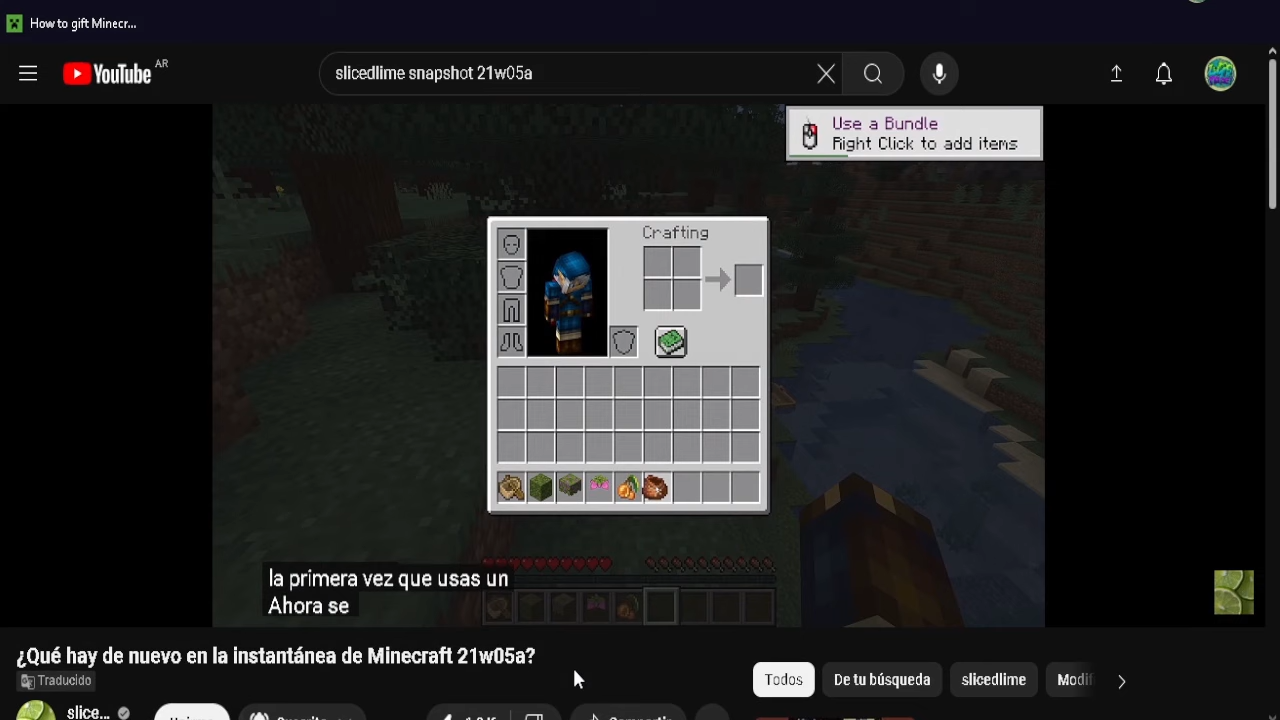 How to gift Minecr...
YouTube AR
slicedlime snapshot 21w05a
Use a Bundle
Right Click to add items
Crafting
la primera vez que usas un
Ahora se
¿Qué hay de nuevo en la instantánea de Minecraft 21w05a?
Traducido
Todos
De tu búsqueda
slicedlime
Modif
slice...